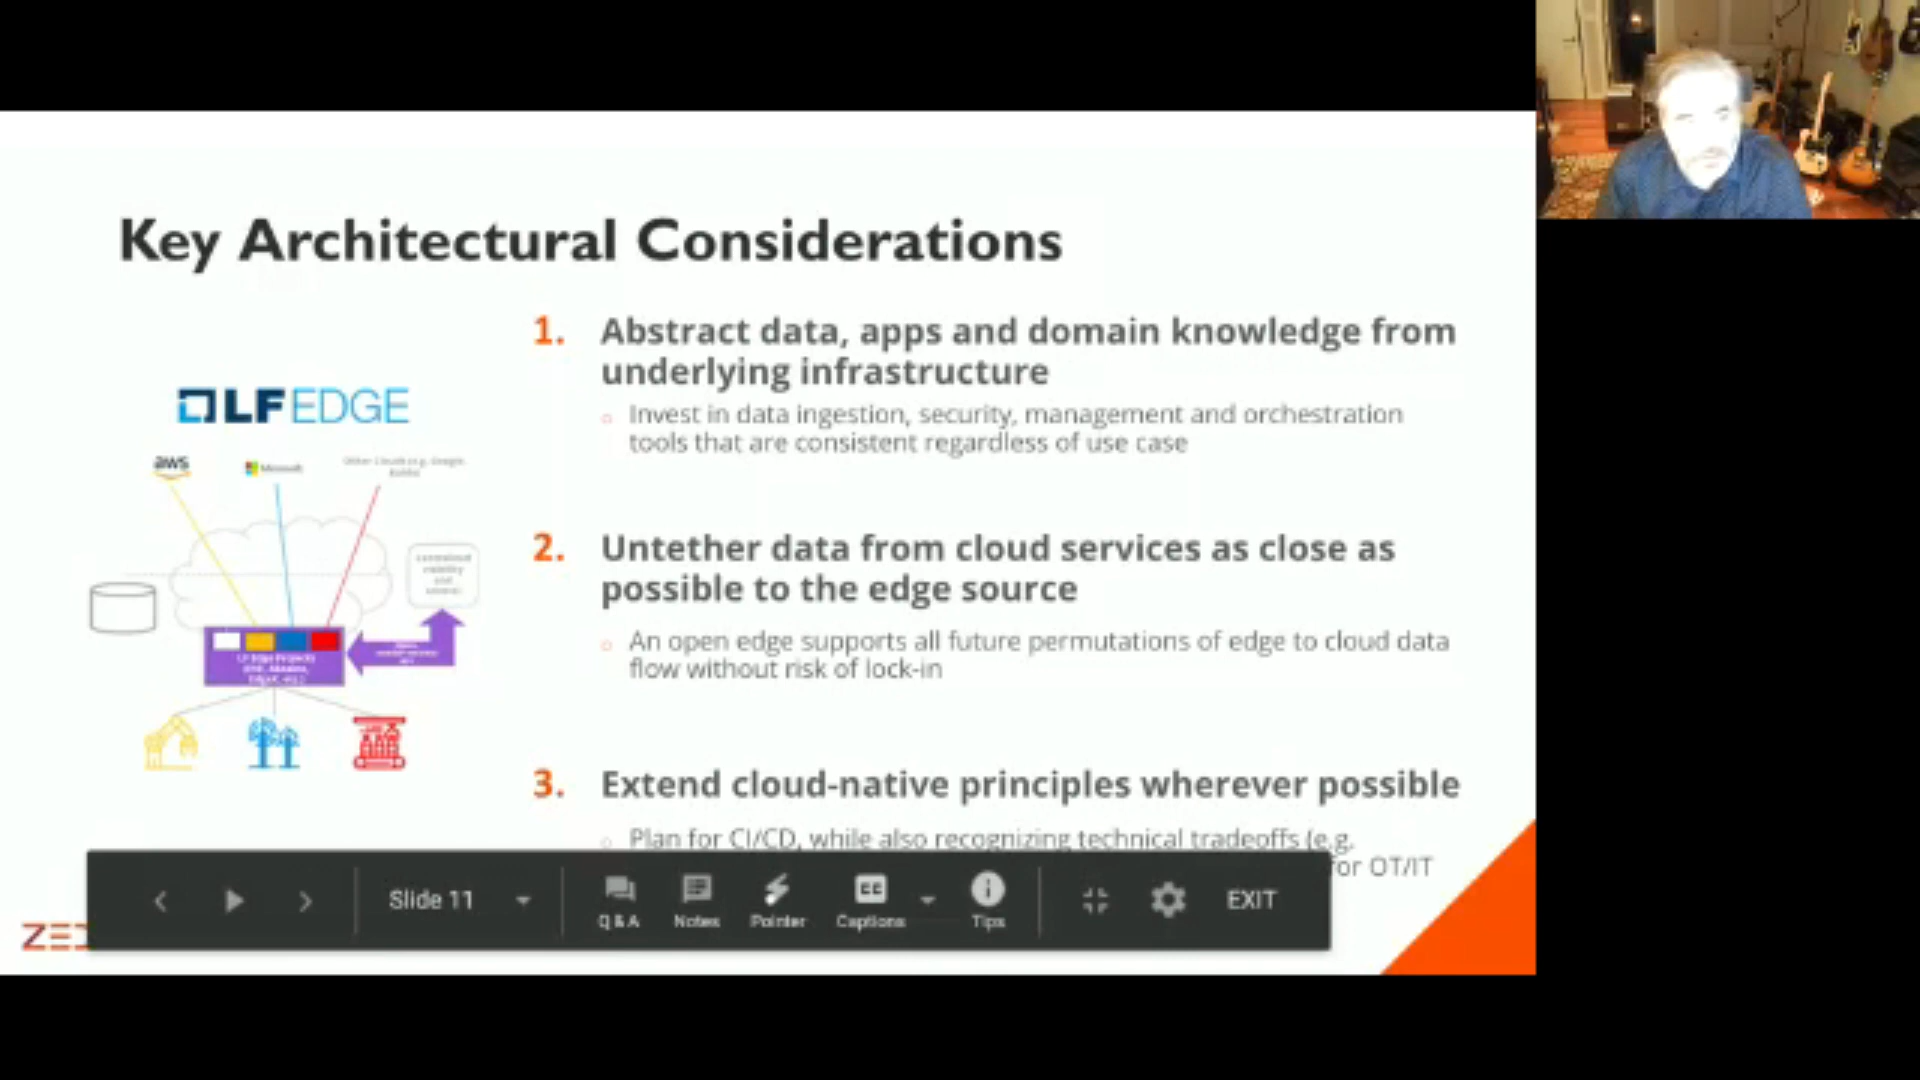 Key Architectural Considerations
LF EDGE
aws
Microsoft
1. Abstract data, apps and domain knowledge from
underlying infrastructure
Invest in data ingestion, security, management and orchestration
tools that are consistent regardless of use case
2. Untether data from cloud services as close as
possible to the edge source
An open edge supports all future permutations of edge to cloud data
flow without risk of lock-in
3. Extend cloud-native principles wherever possible
Plan for CI/CD, while also recognizing technical tradeoffs (e.g.
for OT/IT
Slide 11
Q&A
Notes
Pointer
CC
Captions
Tips
EXIT